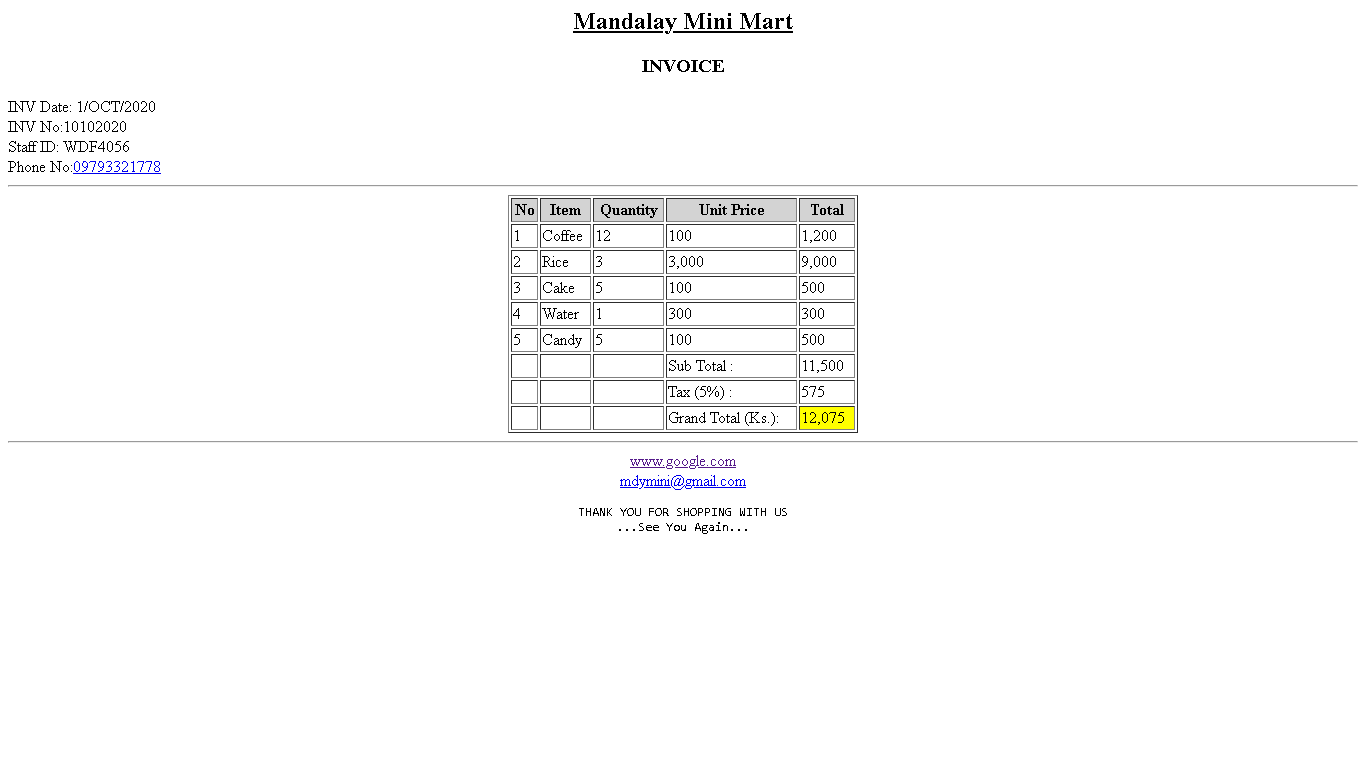 Mandalay Mini Mart
INVOICE
INV Date: 1/OCT/2020
INV No:10102020
Staff ID: WDF4056
Phone No:09793321778
No Item Quantity Unit Price Total
1 Coffee 12 100 1,200
2 Rice 3 3,000 9,000
3 Cake 5 100 500
4 Water 1 300 300
5 Candy 5 100 500
Sub Total : 11,500
Tax (5%) : 575
Grand Total (Ks.): 12,075
www.google.com
mdymini@gmail.com
THANK YOU FOR SHOPPING WITH US
...See You Again...